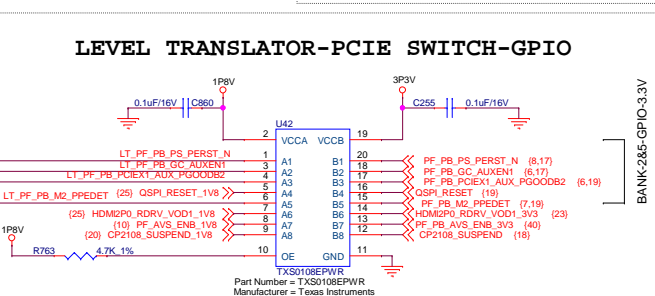 LEVEL TRANSLATOR-PCIE SWITCH-GPIO
1P8V
3P3V
0.1uF/16V C860
C255 0.1uF/16V
U42
2 VCCA VCCB 19
LT_PF_PB_PS_PERST_N 1 A1 B1 20 PF_PB_PS_PERST_N {8,17}
LT_PF_PB_GC_AUXEN1 3 A2 B2 18 PF_PB_GC_AUXEN1 {6,17}
LT_PF_PB_PCIEX1_AUX_PGOODB2 4 A3 B3 17 PF_PB_PCIEX1_AUX_PGOODB2 {6,19}
{25} QSPI_RESET_1V8 5 A4 B4 16 QSPI_RESET {19}
LT_PF_PB_M2_PPEDET 6 A5 B5 15 PF_PB_M2_PPEDET {7,19}
{25} HDMI2P0_RDRV_VOD1_1V8 7 A6 B6 14 HDMI2P0_RDRV_VOD1_3V3 {23}
{10} PF_AVS_ENB_1V8 8 A7 B7 13 PF_PB_AVS_ENB_3V3 {40}
{20} CP2108_SUSPEND_1V8 9 A8 B8 12 CP2108_SUSPEND {18}
1P8V
R763 4.7K_1% 10 OE GND 11
TXS0108EPWR
Part Number = TXS0108EPWR
Manufacturer = Texas Instruments
BANK-2&5-GPIO-3.3V